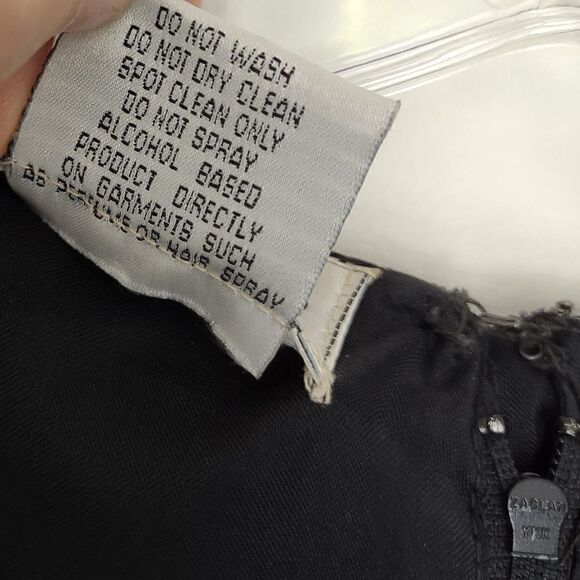 DO NOT WASH
DO NOT DRY CLEAN
SPOT CLEAN ONLY
DO NOT SPRAY
ALCOHOL BASED
PRODUCT DIRECTLY
ON GARMENTS SUCH
AS PERFUME OR HAIR SPRAY
YKK